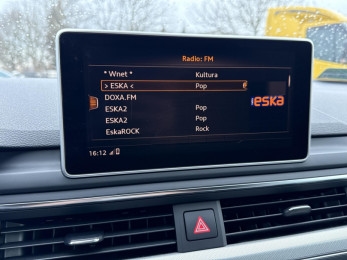 Radio: FM
* Wnet * Kultura
> ESKA < Pop
eska
DOXA.FM
ESKA2 Pop
ESKA2 Pop
EskaROCK Rock
16:12